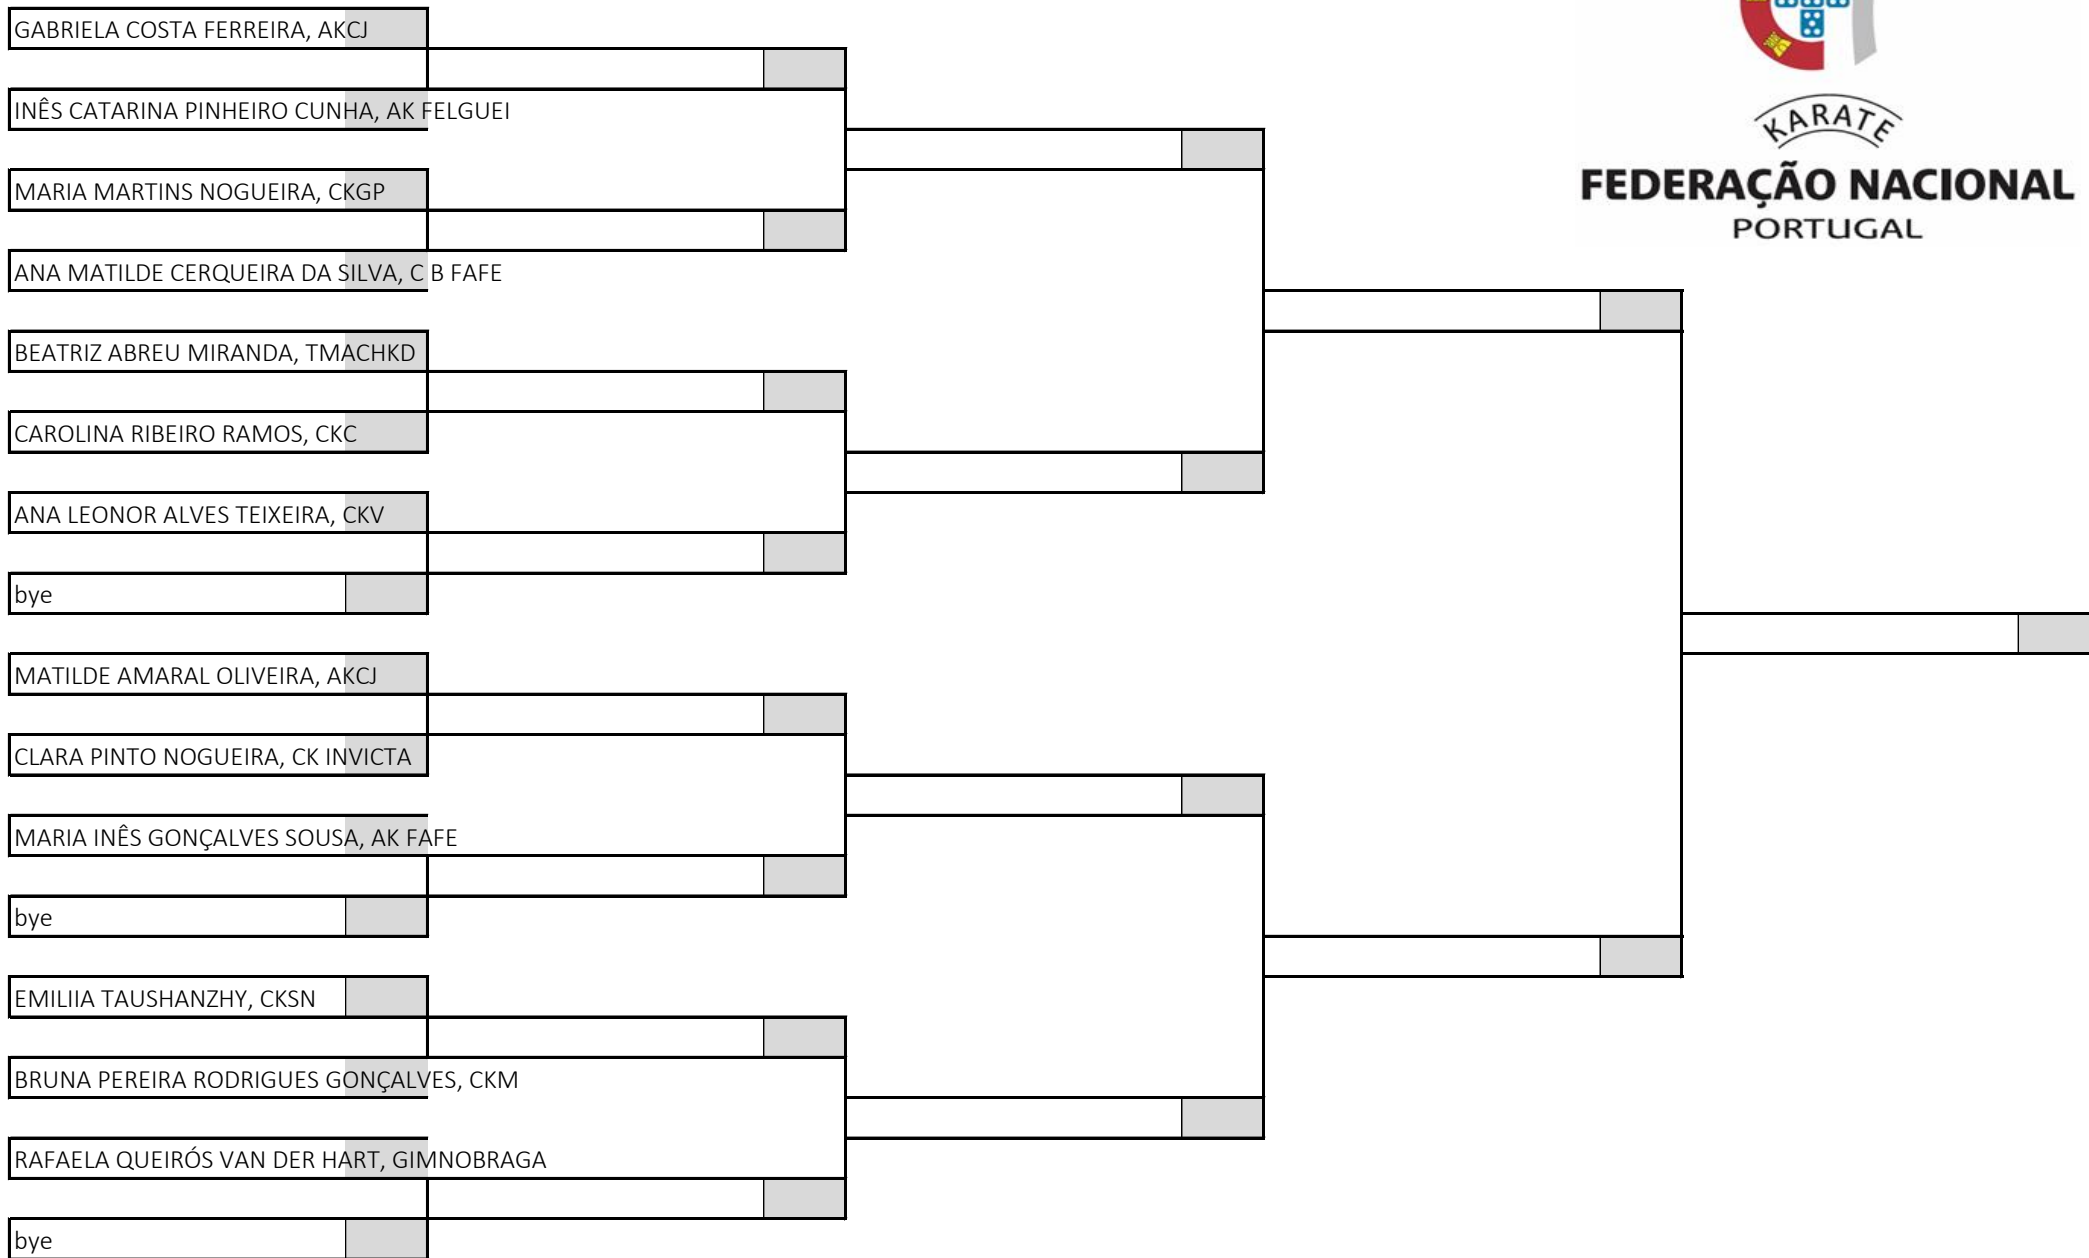 GABRIELA COSTA FERREIRA, AKCJ
INÊS CATARINA PINHEIRO CUNHA, AK FELGUEI
MARIA MARTINS NOGUEIRA, CKGP
ANA MATILDE CERQUEIRA DA SILVA, C B FAFE
BEATRIZ ABREU MIRANDA, TMACHKD
CAROLINA RIBEIRO RAMOS, CKC
ANA LEONOR ALVES TEIXEIRA, CKV
bye
MATILDE AMARAL OLIVEIRA, AKCJ
CLARA PINTO NOGUEIRA, CK INVICTA
MARIA INÊS GONÇALVES SOUSA, AK FAFE
bye
EMILIIA TAUSHANZHY, CKSN
BRUNA PEREIRA RODRIGUES GONÇALVES, CKM
RAFAELA QUEIRÓS VAN DER HART, GIMNOBRAGA
bye
KARATE
FEDERAÇÃO NACIONAL
PORTUGAL